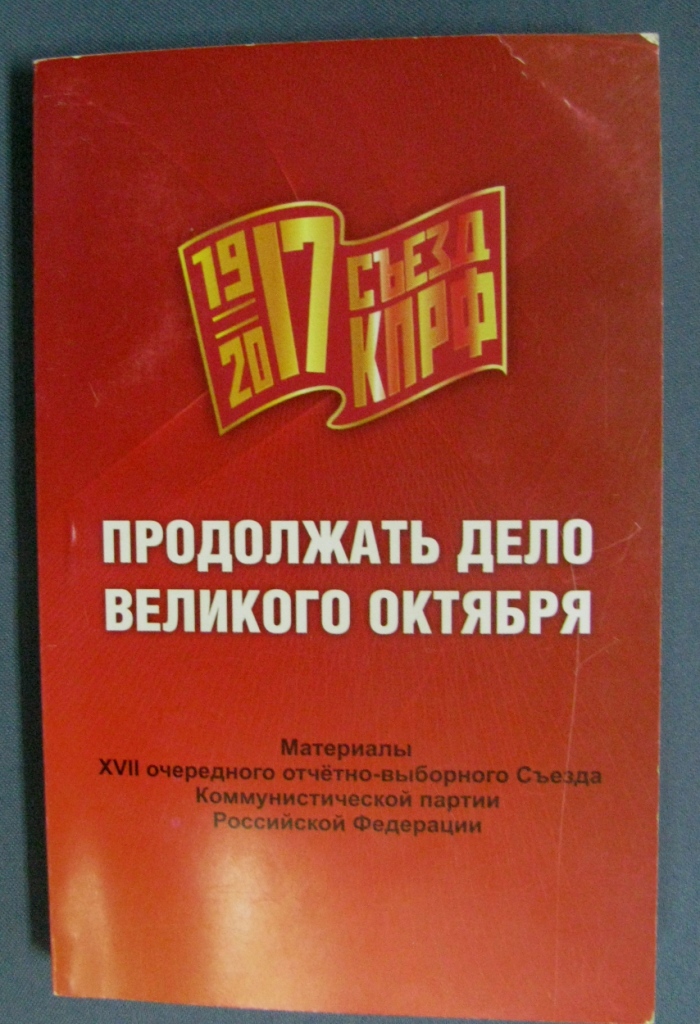 19
20
17
СЪЕЗД
КПРФ
ПРОДОЛЖАТЬ ДЕЛО
ВЕЛИКОГО ОКТЯБРЯ
Материалы
XVII очередного отчётно-выборного Съезда
Коммунистической партии
Российской Федерации